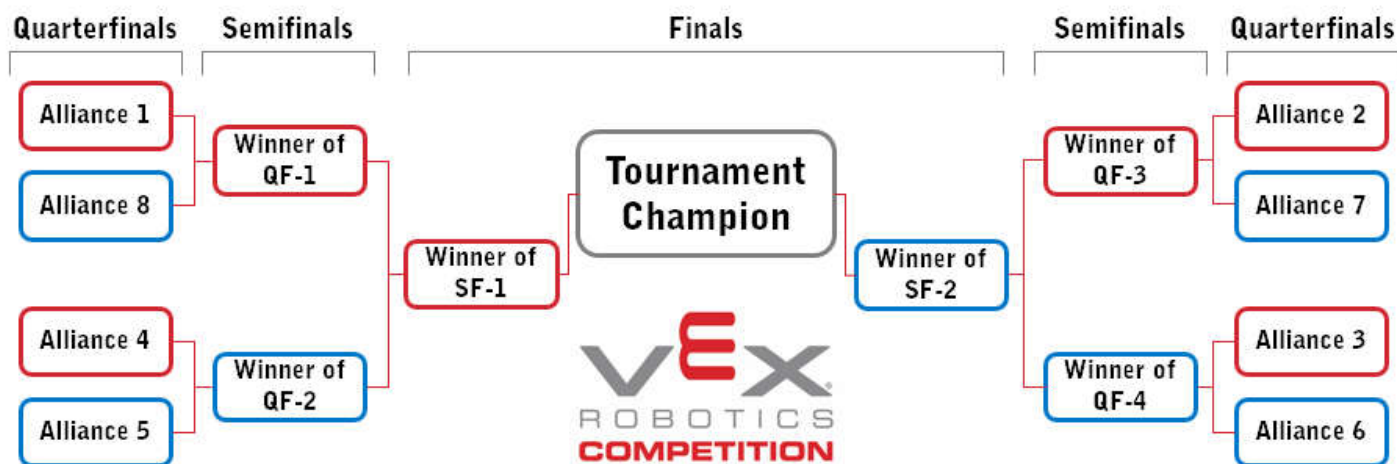 Quarterfinals Semifinals Finals Semifinals Quarterfinals
Alliance 1
Alliance 8
Alliance 4
Alliance 5
Winner of
QF-1
Winner of
QF-2
Winner of
SF-1
Tournament
Champion
VEX
ROBOTICS
COMPETITION
Winner of
SF-2
Winner of
QF-3
Winner of
QF-4
Alliance 2
Alliance 7
Alliance 3
Alliance 6